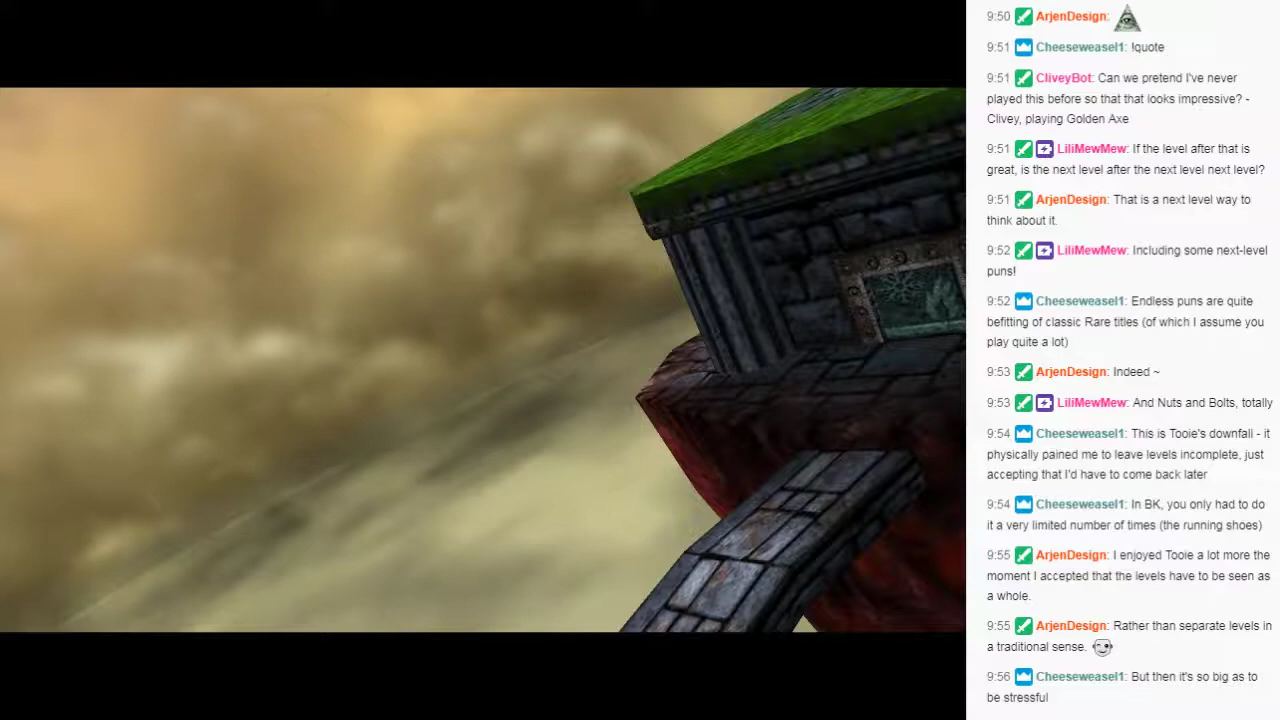 9:50 ArjenDesign:
9:51 Cheeseweasel1: !quote
9:51 CliveyBot: Can we pretend I've never
played this before so that that looks impressive? -
Clivey, playing Golden Axe
9:51 LiliMewMew: If the level after that is
great, is the next level after the next level next level?
9:51 ArjenDesign: That is a next level way to
think about it.
9:52 LiliMewMew: Including some next-level
puns!
9:52 Cheeseweasel1: Endless puns are quite
befitting of classic Rare titles (of which I assume you
play quite a lot)
9:53 ArjenDesign: Indeed ~
9:53 LiliMewMew: And Nuts and Bolts, totally
9:54 Cheeseweasel1: This is Tooie's downfall - it
physically pained me to leave levels incomplete, just
accepting that I'd have to come back later
9:54 Cheeseweasel1: In BK, you only had to do
it a very limited number of times (the running shoes)
9:55 ArjenDesign: I enjoyed Tooie a lot more the
moment I accepted that the levels have to be seen as
a whole.
9:55 ArjenDesign: Rather than separate levels in
a traditional sense.
9:56 Cheeseweasel1: But then it's so big as to
be stressful